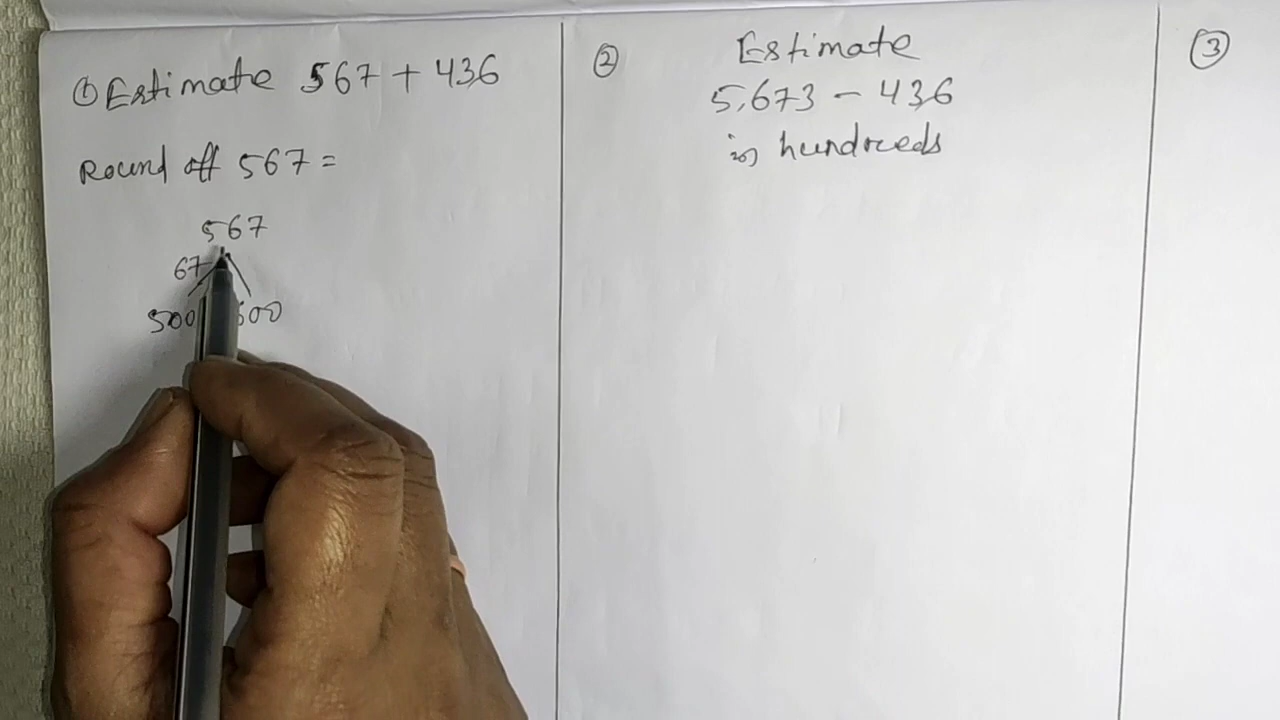 ① Estimate 567 + 436
Round off 567 =
567
67
500 600
②
Estimate
5,673 - 436
in hundreds
③